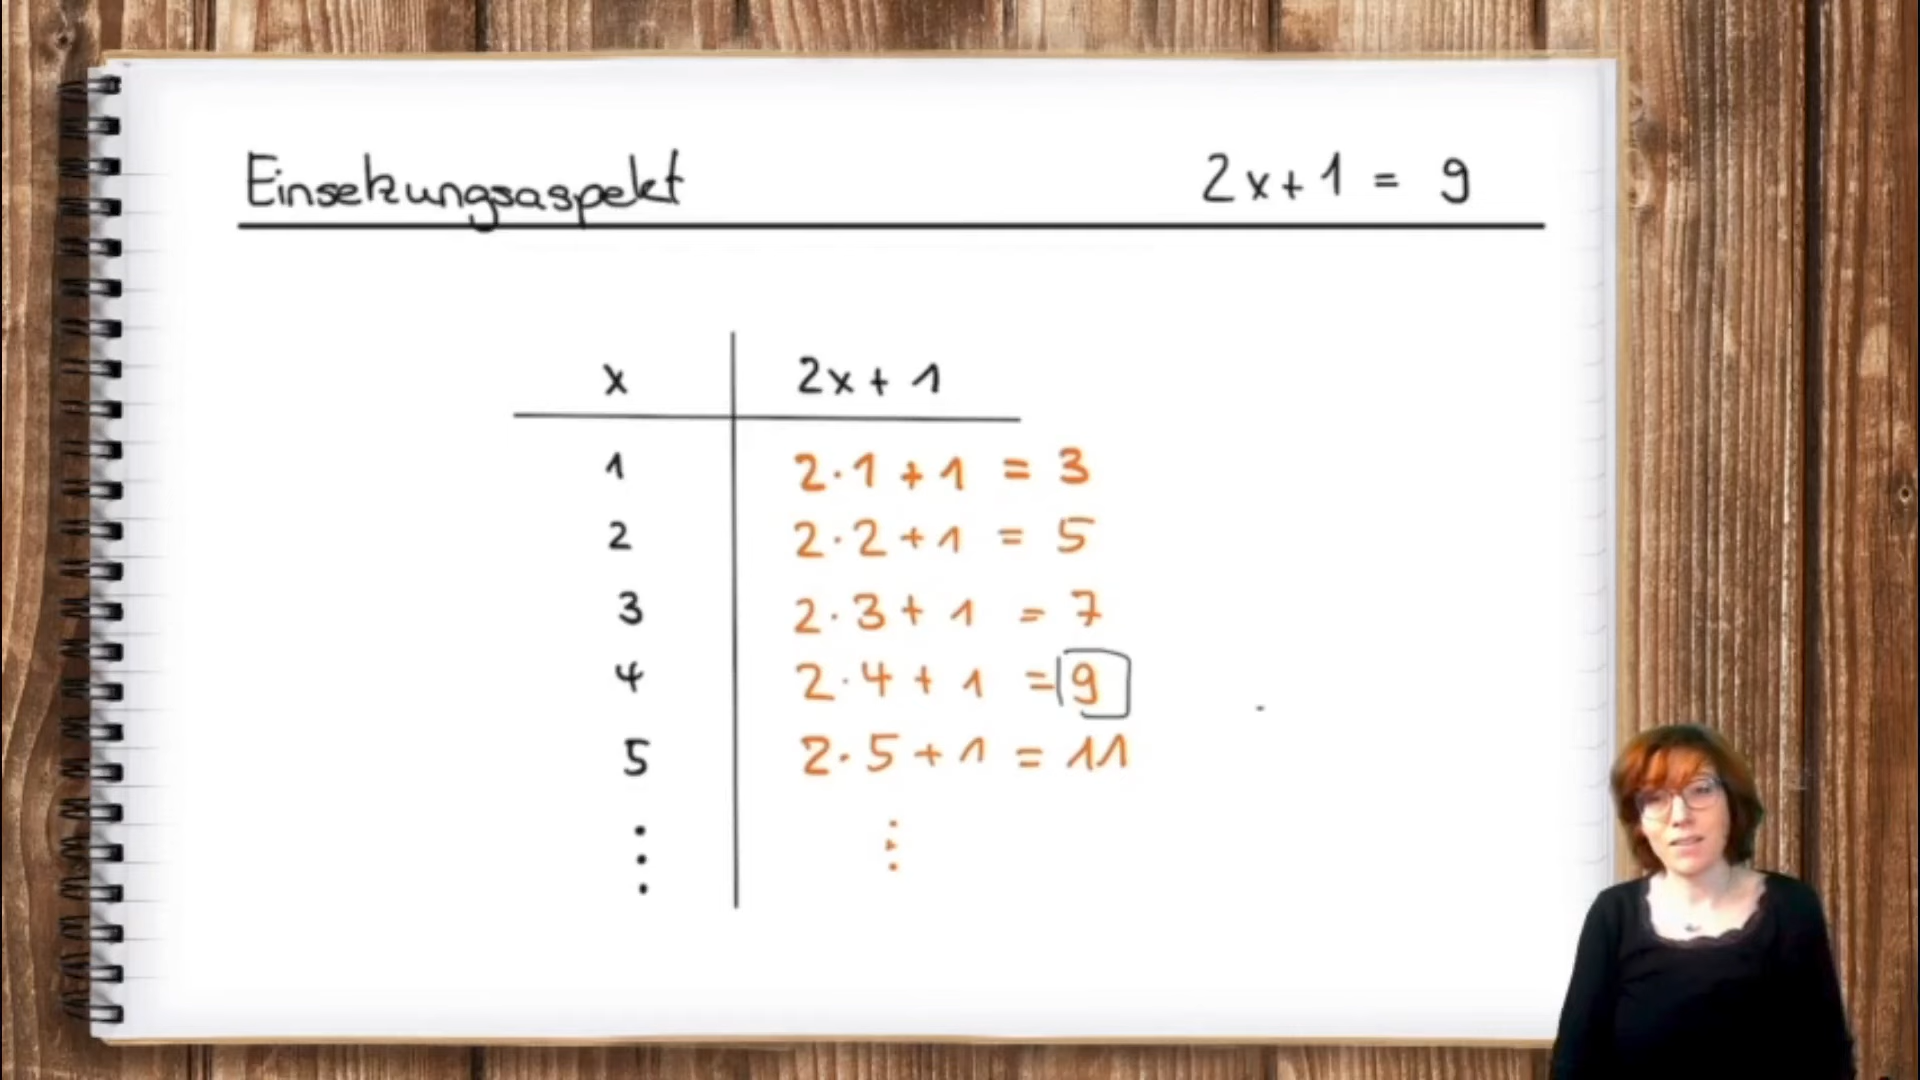 Einsetzungsaspekt 2x+1 = 9
x 2x + 1
1 2·1 + 1 = 3
2 2·2 + 1 = 5
3 2·3 + 1 = 7
4 2·4 + 1 = 9
5 2·5 + 1 = 11
⋮ ⋮